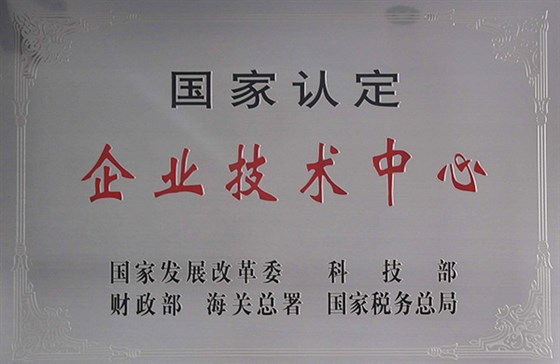 国家认定
企业技术中心
国家发展改革委 科技部
财政部 海关总署 国家税务总局